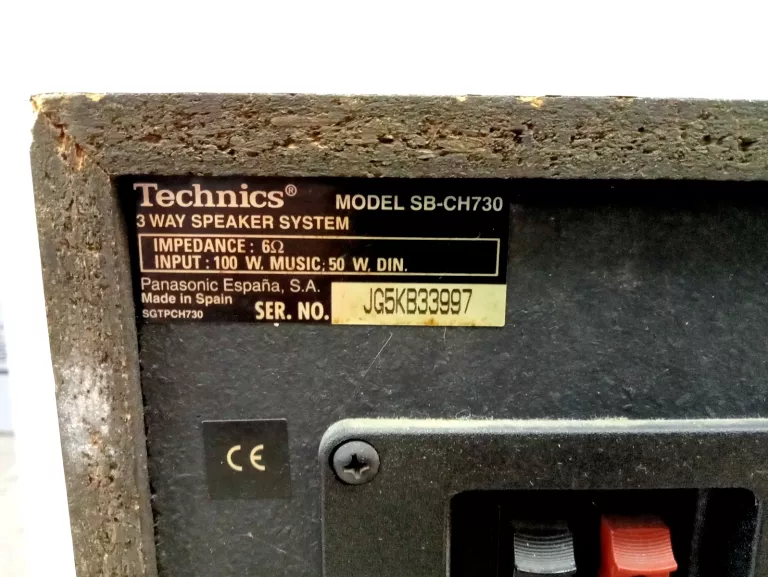 Technics® MODEL SB-CH730
3 WAY SPEAKER SYSTEM
IMPEDANCE : 6Ω
INPUT : 100 W. MUSIC; 50 W. DIN.
Panasonic España, S.A.
Made in Spain
SGTPCH730 SER. NO. JG5KB33997
CE